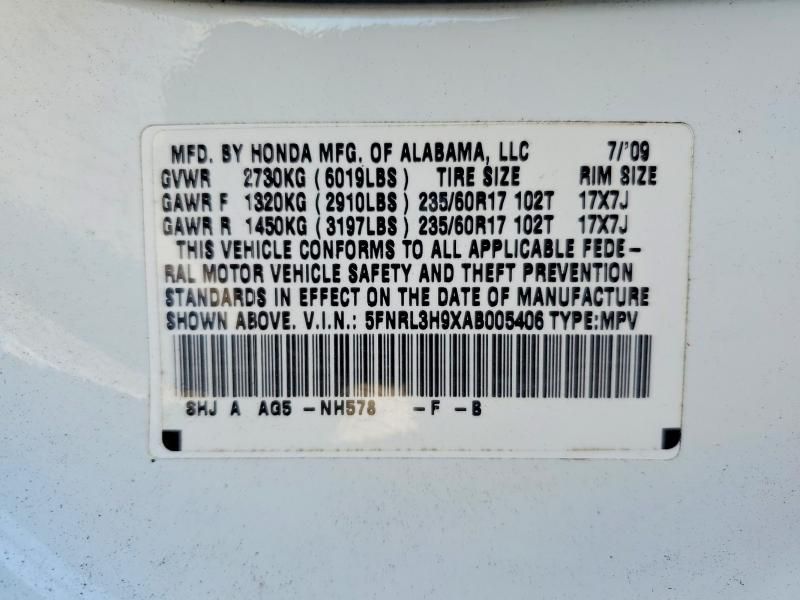 MFD. BY HONDA MFG. OF ALABAMA, LLC 7/'09
GVWR 2730KG (6019LBS) TIRE SIZE RIM SIZE
GAWR F 1320KG (2910LBS) 235/60R17 102T 17X7J
GAWR R 1450KG (3197LBS) 235/60R17 102T 17X7J
THIS VEHICLE CONFORMS TO ALL APPLICABLE FEDE-
RAL MOTOR VEHICLE SAFETY AND THEFT PREVENTION
STANDARDS IN EFFECT ON THE DATE OF MANUFACTURE
SHOWN ABOVE. V.I.N.: 5FNRL3H9XAB005406 TYPE:MPV
SHJ A AG5 -NH578 -F -B